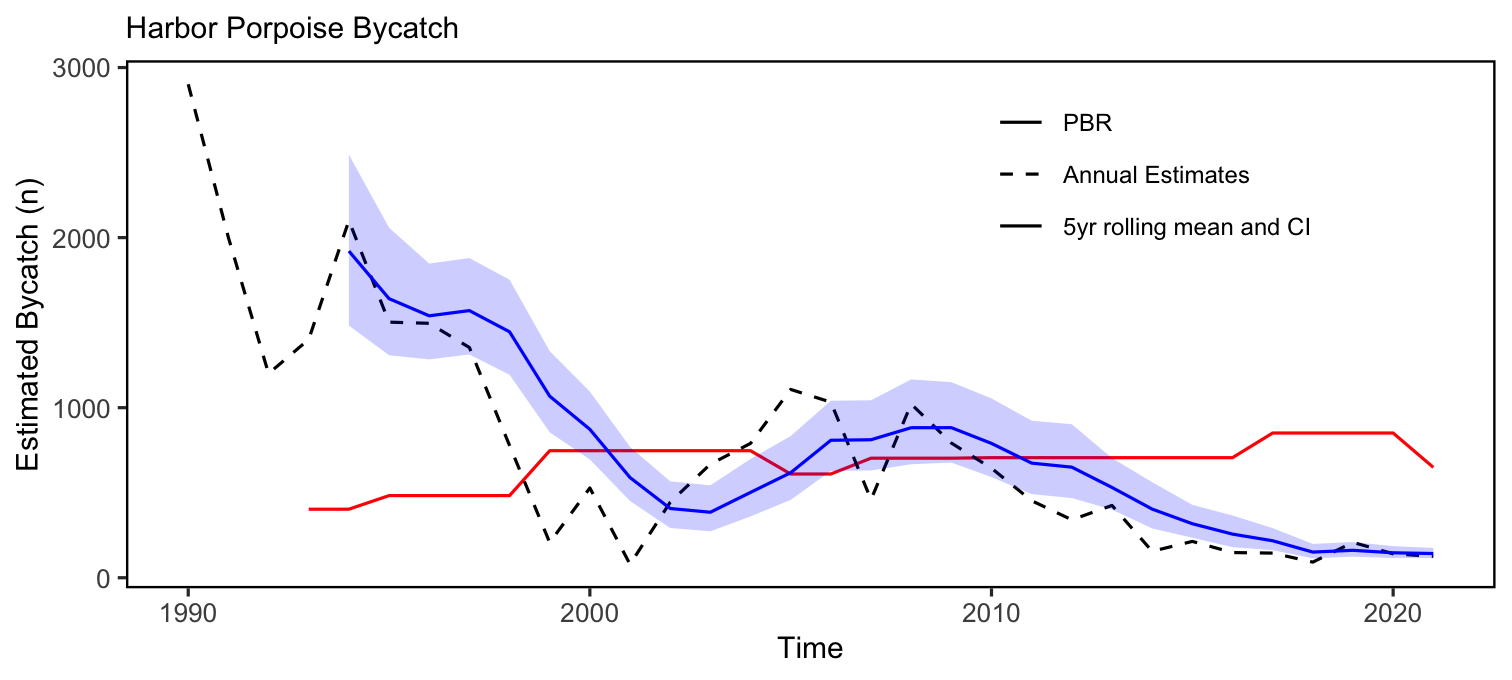 Harbor Porpoise Bycatch
3000
2000
1000
0
Estimated Bycatch (n)
PBR
Annual Estimates
5yr rolling mean and CI
1990 2000 2010 2020
Time